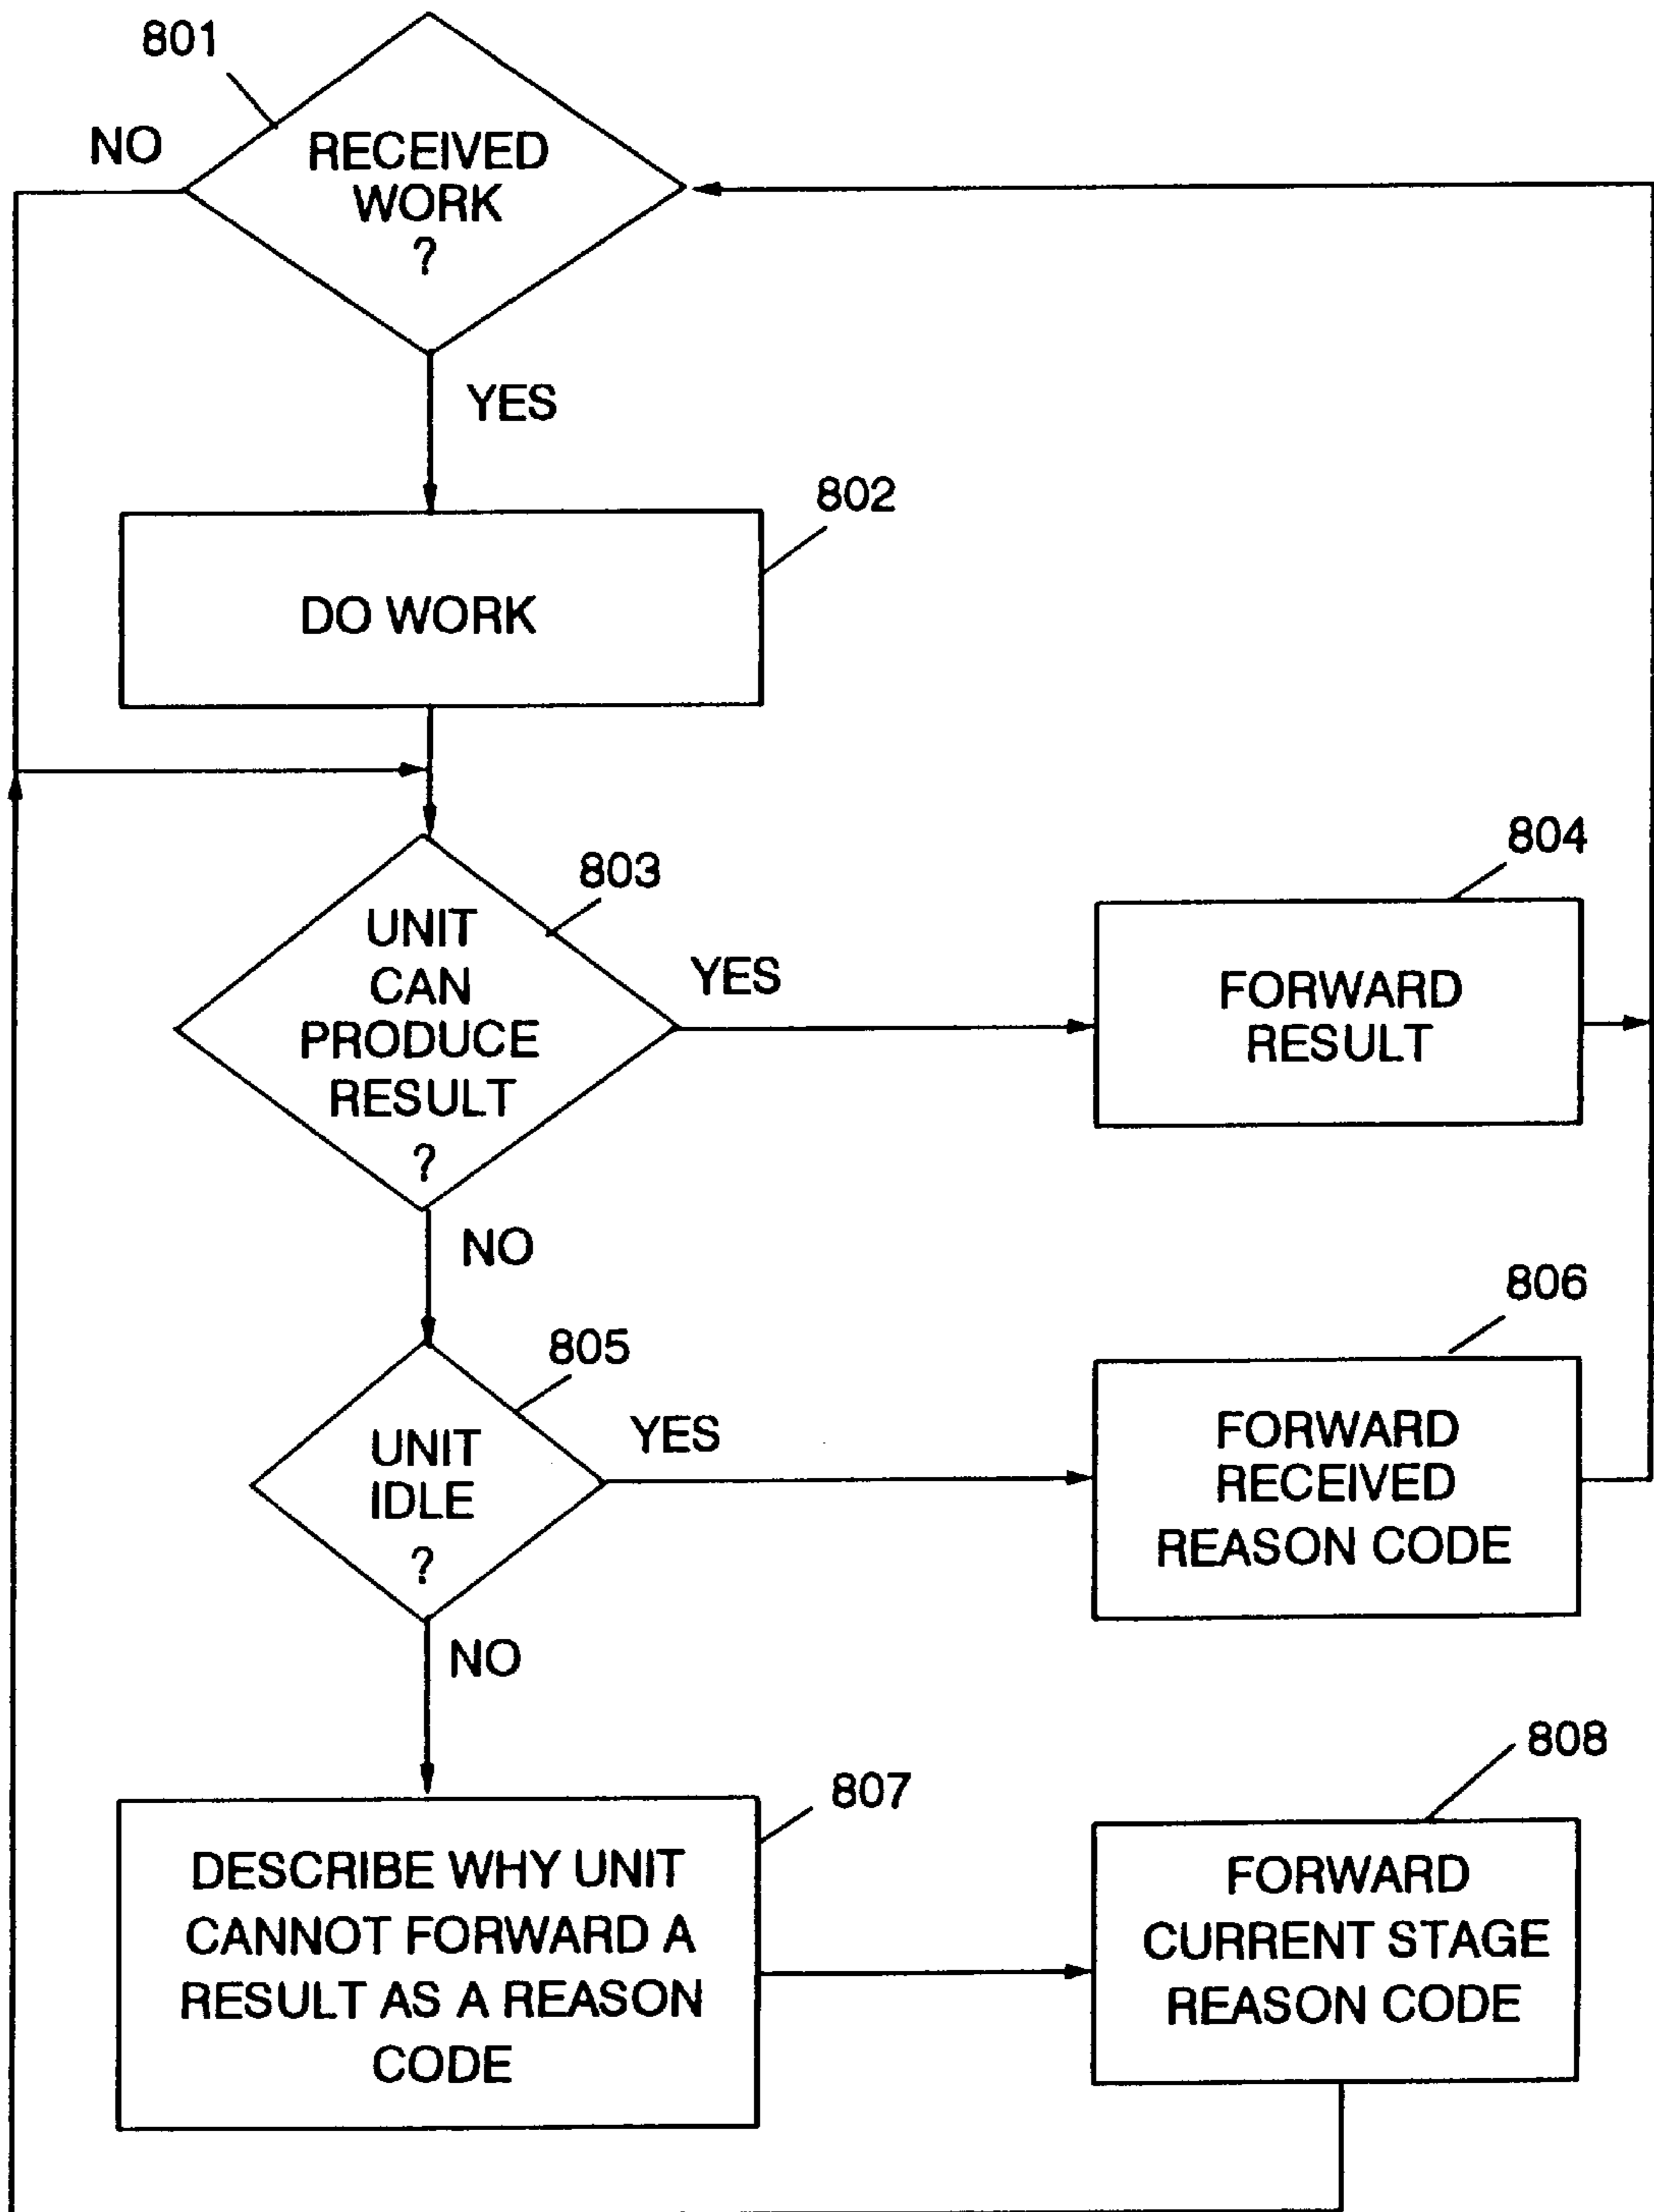 801
NO
RECEIVED
WORK
?
YES
802
DO WORK
803
UNIT
CAN
PRODUCE
RESULT
?
YES
804
FORWARD
RESULT
NO
805
UNIT
IDLE
?
YES
806
FORWARD
RECEIVED
REASON CODE
NO
807
DESCRIBE WHY UNIT
CANNOT FORWARD A
RESULT AS A REASON
CODE
808
FORWARD
CURRENT STAGE
REASON CODE